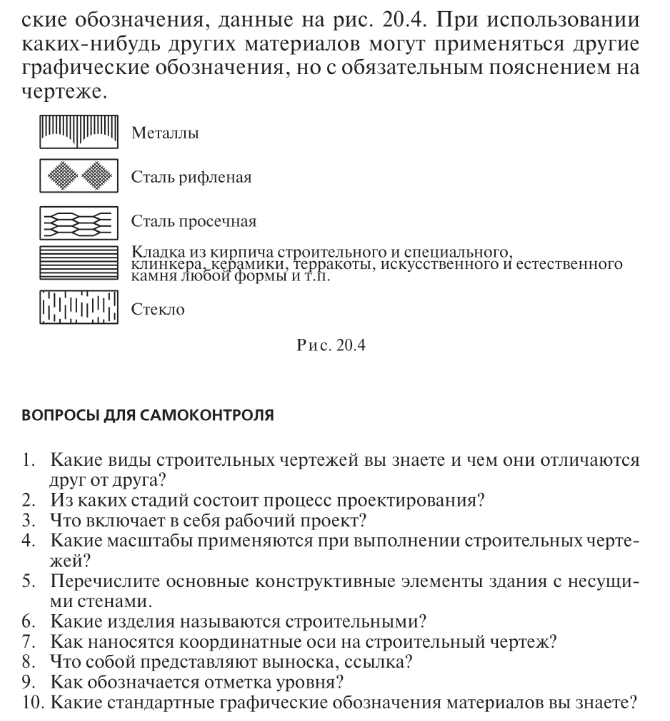 ские обозначения, данные на рис. 20.4. При использовании
каких-нибудь других материалов могут применяться другие
графические обозначения, но с обязательным пояснением на
чертеже.
Металлы
Сталь рифленая
Сталь просечная
Кладка из кирпича строительного и специального,
клинкера, керамики, терракоты, искусственного и естественного
камня любой формы и т.п.
Стекло
Рис. 20.4
ВОПРОСЫ ДЛЯ САМОКОНТРОЛЯ
1. Какие виды строительных чертежей вы знаете и чем они отличаются
друг от друга?
2. Из каких стадий состоит процесс проектирования?
3. Что включает в себя рабочий проект?
4. Какие масштабы применяются при выполнении строительных черте-
жей?
5. Перечислите основные конструктивные элементы здания с несущи-
ми стенами.
6. Какие изделия называются строительными?
7. Как наносятся координатные оси на строительный чертеж?
8. Что собой представляют выноска, ссылка?
9. Как обозначается отметка уровня?
10. Какие стандартные графические обозначения материалов вы знаете?